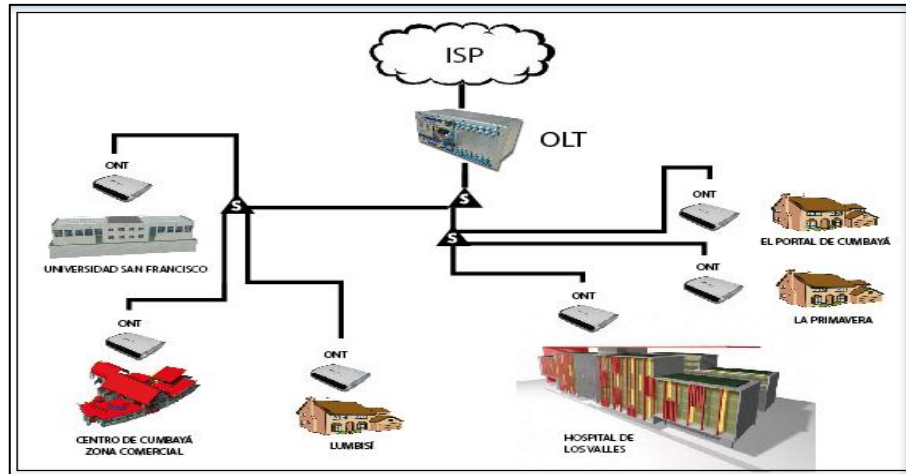 ISP
OLT
S
ONT
UNIVERSIDAD SAN FRANCISCO
S
S
ONT
EL PORTAL DE CUMBAYÁ
ONT
LA PRIMAVERA
ONT
CENTRO DE CUMBAYÁ
ZONA COMERCIAL
ONT
LUMBISÍ
ONT
HOSPITAL DE
LOS VALLES